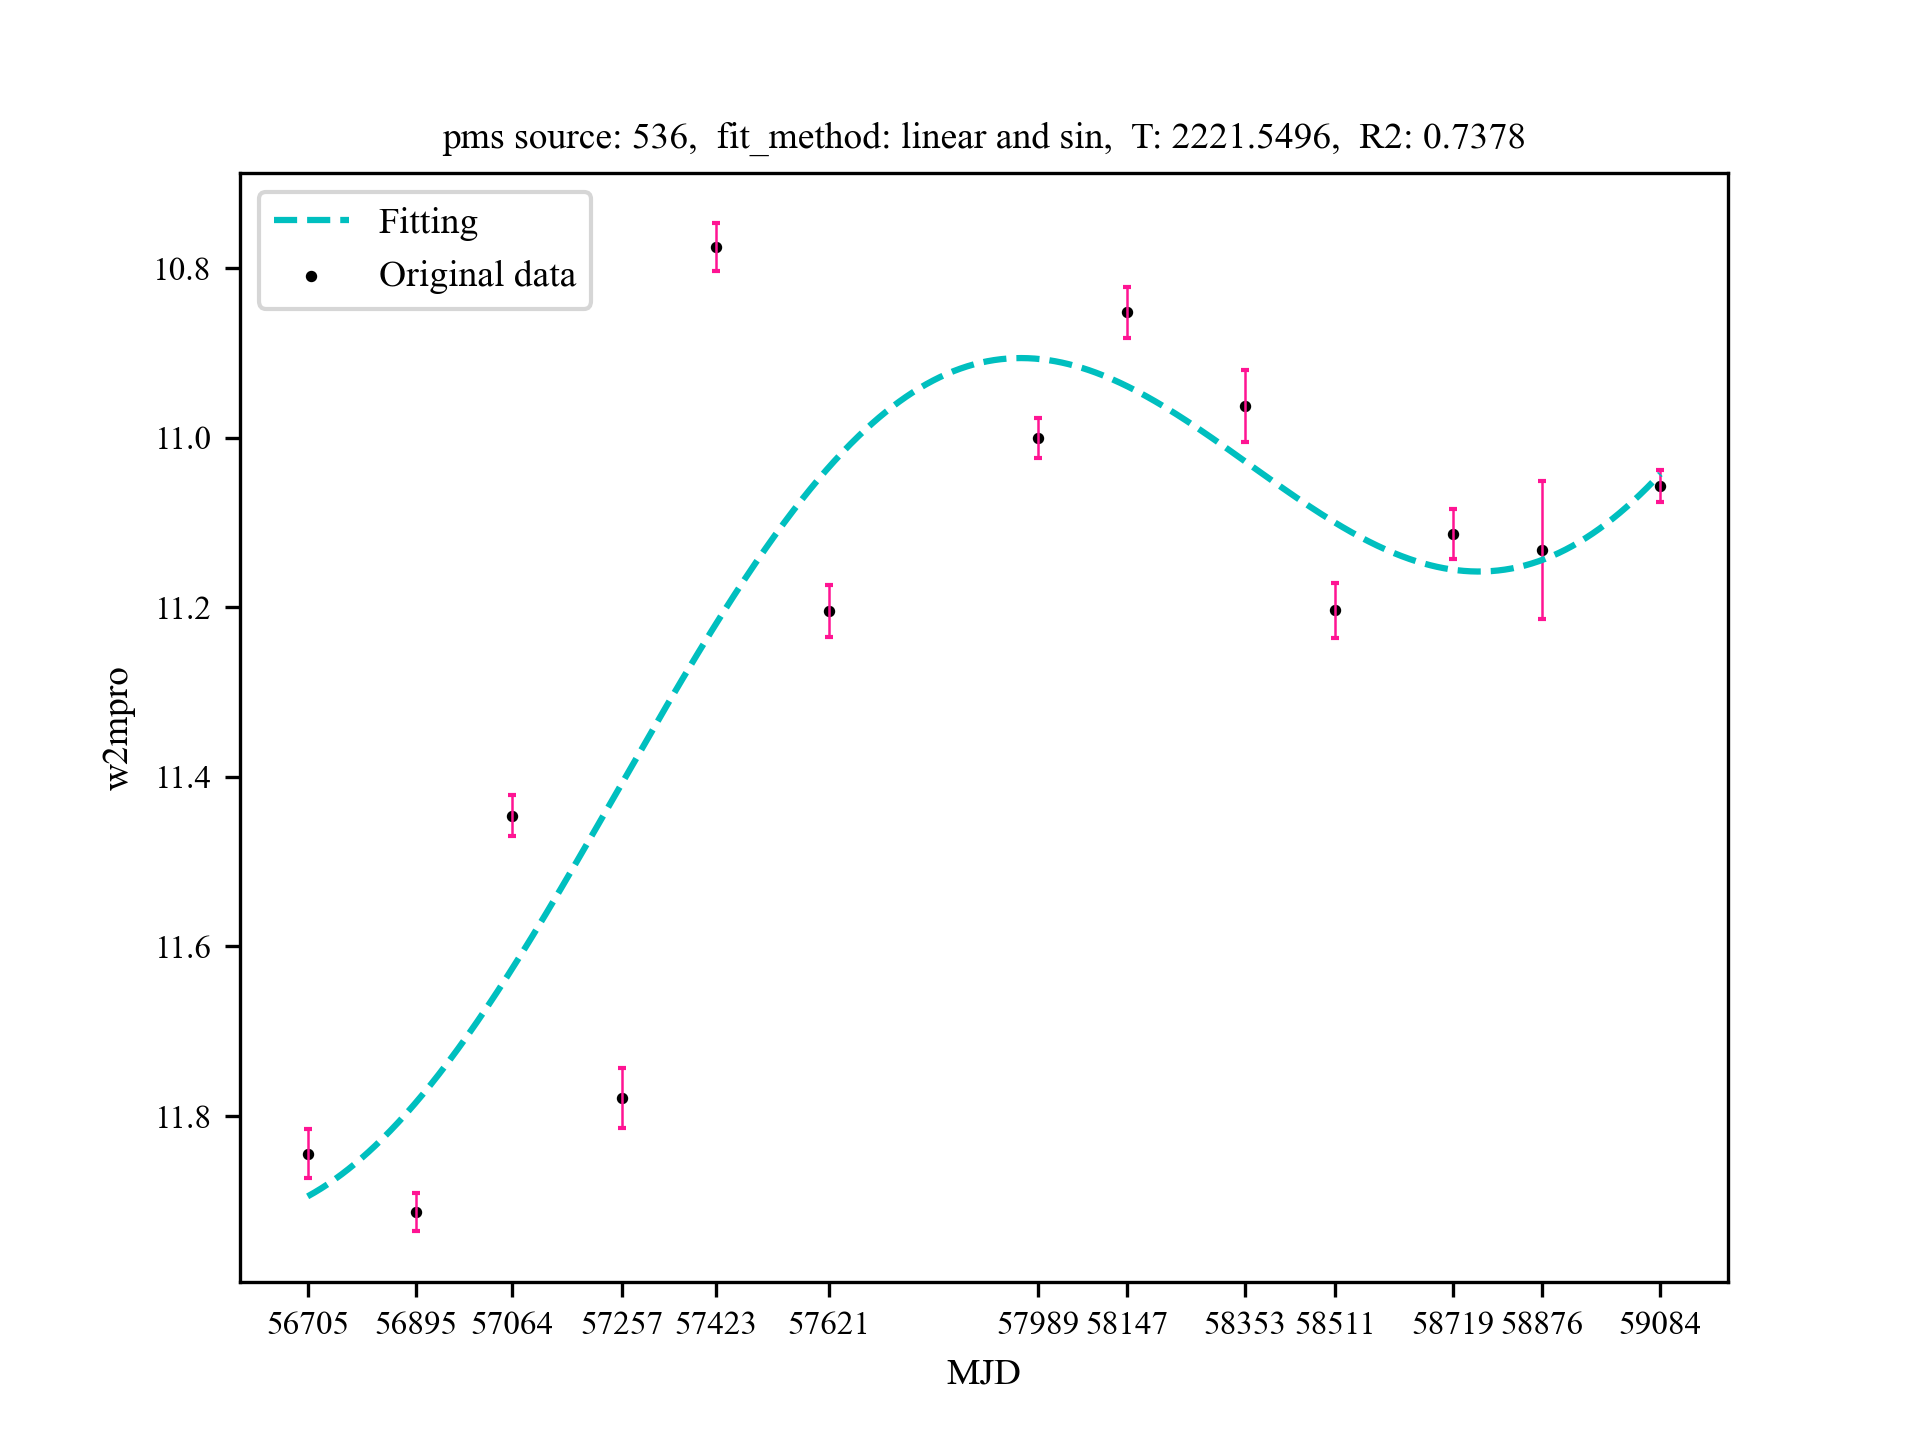 pms source: 536,  fit_method: linear and sin,  T: 2221.5496,  R2: 0.7378
Fitting
Original data
10.8
11.0
11.2
11.4
11.6
11.8
w2mpro
56705 56895 57064 57257 57423 57621 57989 58147 58353 58511 58719 58876 59084
MJD